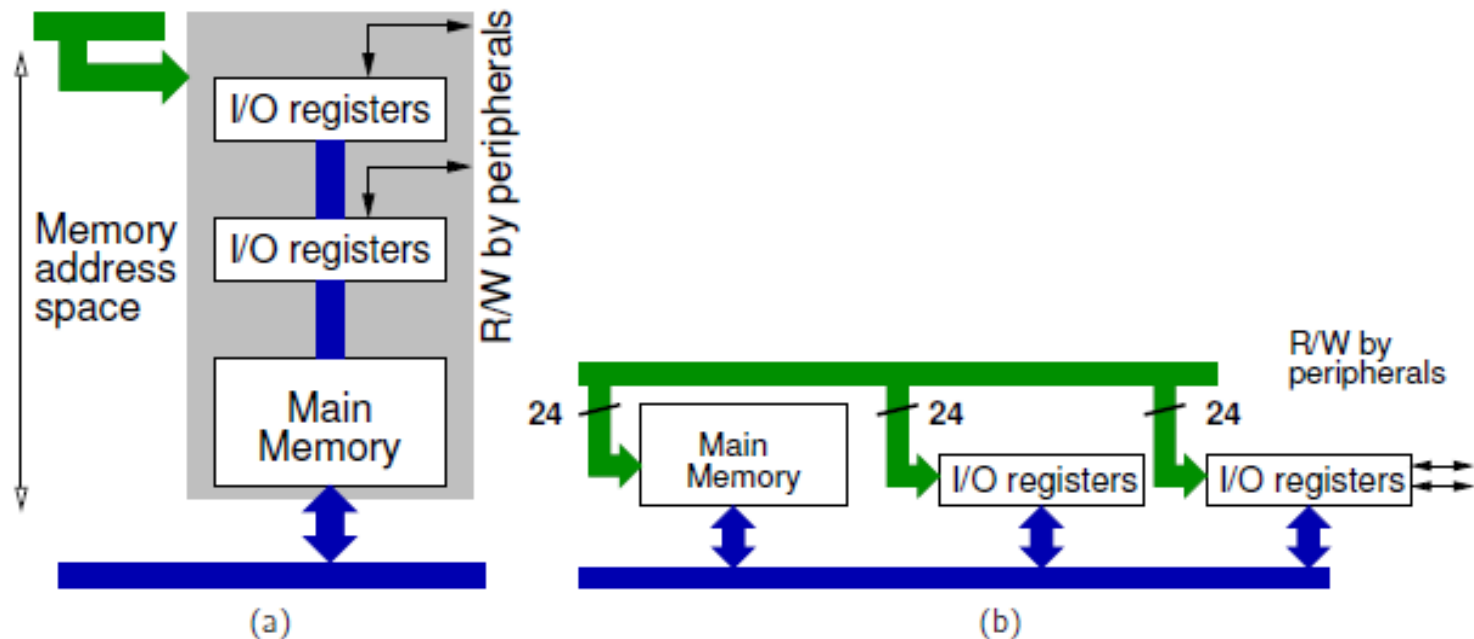 I/O registers
I/O registers
R/W by peripherals
Memory
address
space
Main
Memory
(a)
R/W by
peripherals
24
24
24
Main
Memory
I/O registers
I/O registers
(b)